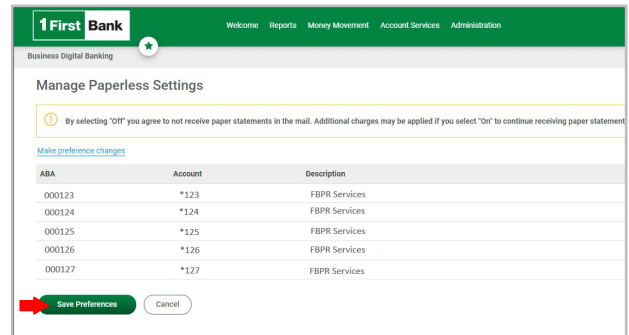 1 First Bank
Welcome Reports Money Movement Account Services Administration
Business Digital Banking
Manage Paperless Settings
By selecting "Off" you agree to not receive paper statements in the mail. Additional charges may be applied if you select "On" to continue receiving paper statement
Make preference changes
ABA Account Description
000123 *123 FBPR Services
000124 *124 FBPR Services
000125 *125 FBPR Services
000126 *126 FBPR Services
000127 *127 FBPR Services
Save Preferences Cancel